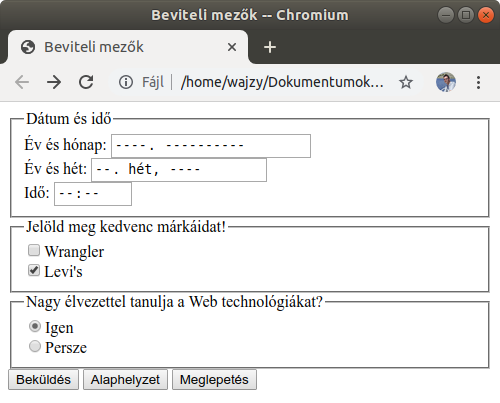 Beviteli mezők -- Chromium
Beviteli mezők
Fájl | /home/wajzy/Dokumentumok…
Dátum és idő
Év és hónap: ----. ----------
Év és hét: --. hét, ----
Idő: --:--
Jelöld meg kedvenc márkáidat!
Wrangler
Levi's
Nagy élvezettel tanulja a Web technológiákat?
Igen
Persze
Beküldés Alaphelyzet Meglepetés